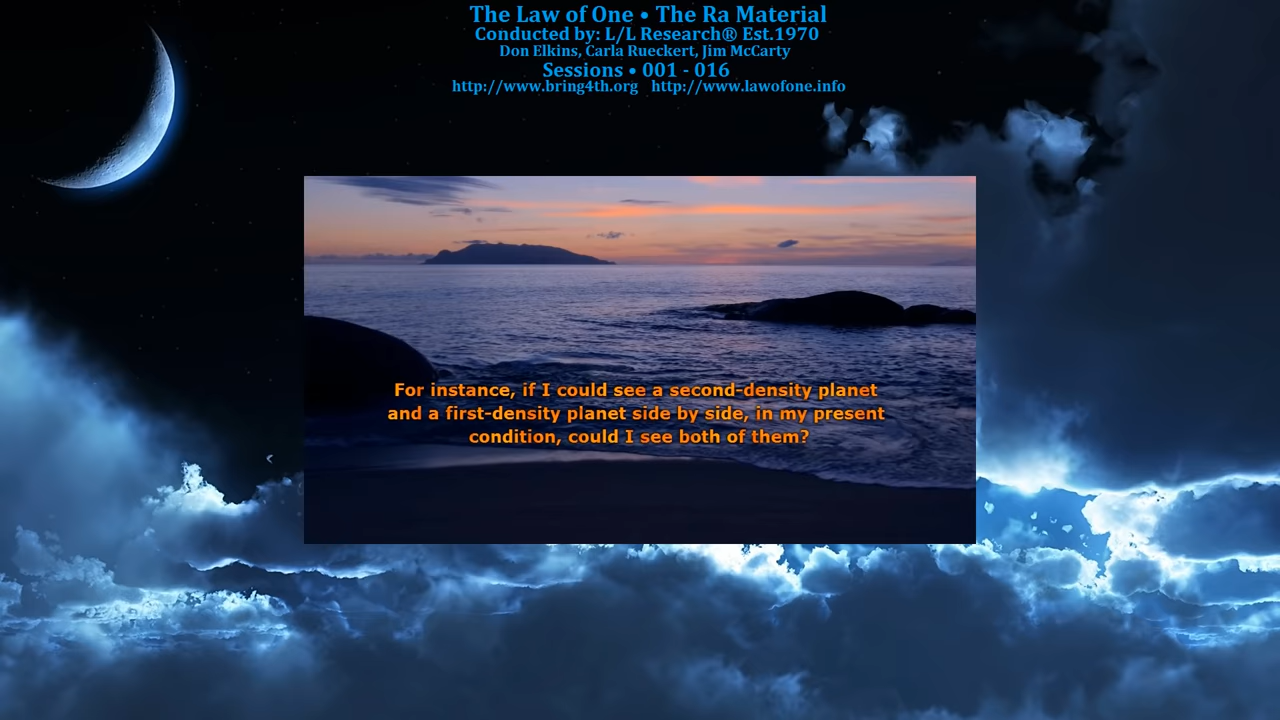 The Law of One • The Ra Material
Conducted by: L/L Research® Est.1970
Don Elkins, Carla Rueckert, Jim McCarty
Sessions • 001 - 016
http://www.bring4th.org http://www.lawofone.info
For instance, if I could see a second-density planet
and a first-density planet side by side, in my present
condition, could I see both of them?